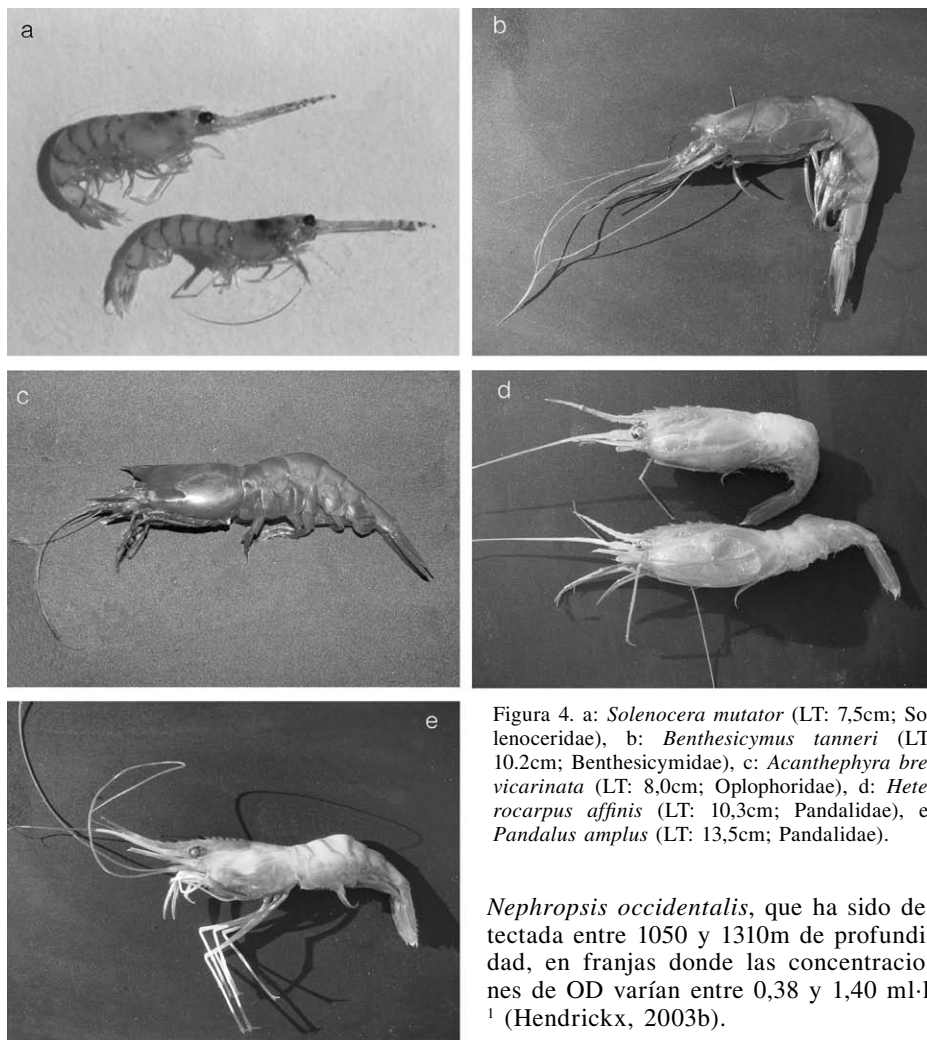 a
b
c
d
e
Figura 4. a: Solenocera mutator (LT: 7,5cm; So
lenoceridae), b: Benthesicymus tanneri (LT
10.2cm; Benthesicymidae), c: Acanthephyra bre
vicarinata (LT: 8,0cm; Oplophoridae), d: Hete
rocarpus affinis (LT: 10,3cm; Pandalidae), e
Pandalus amplus (LT: 13,5cm; Pandalidae).
Nephropsis occidentalis, que ha sido de
tectada entre 1050 y 1310m de profundi
dad, en franjas donde las concentracio
nes de OD varían entre 0,38 y 1,40 ml·l
1 (Hendrickx, 2003b).